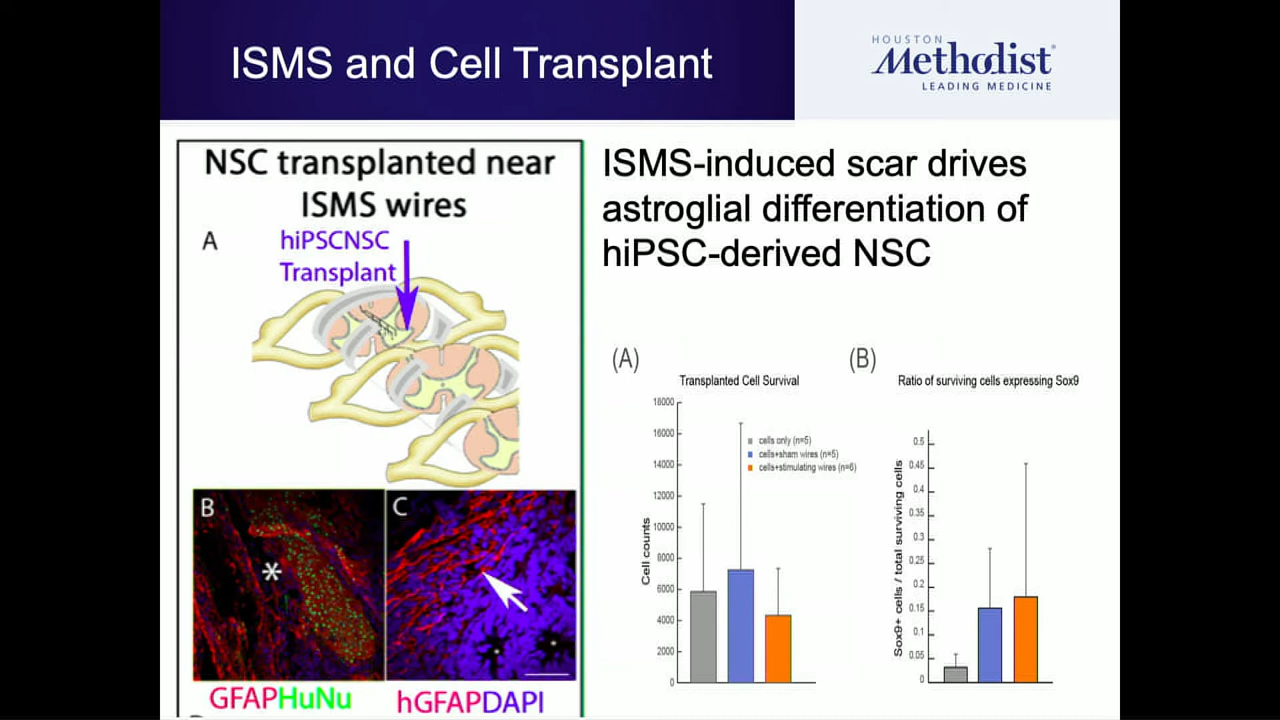 ISMS and Cell Transplant
HOUSTON
Methodist
LEADING MEDICINE
NSC transplanted near
ISMS wires
A
hiPSCNSC
Transplant
B
C
*
GFAPHuNu
hGFAPDAPI
ISMS-induced scar drives
astroglial differentiation of
hiPSC-derived NSC
(A)
Transplanted Cell Survival
18000
16000
14000
12000
10000
8000
6000
4000
2000
0
Cell counts
cells only (n=5)
cells+sham wires (n=5)
cells+stimulating wires (n=6)
(B)
Ratio of surviving cells expressing Sox9
0.5
0.45
0.4
0.35
0.3
0.25
0.2
0.15
0.1
0.05
0
Sox9+ cells / total surviving cells